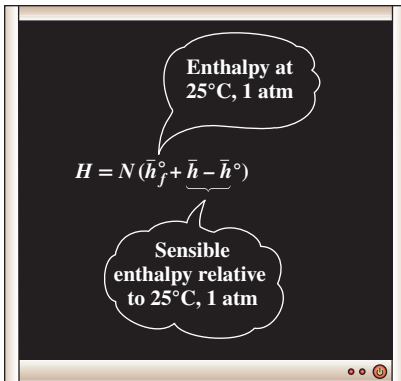 Enthalpy at
25°C, 1 atm
H = N(h̄°f + h̄ – h̄°)
Sensible
enthalpy relative
to 25°C, 1 atm